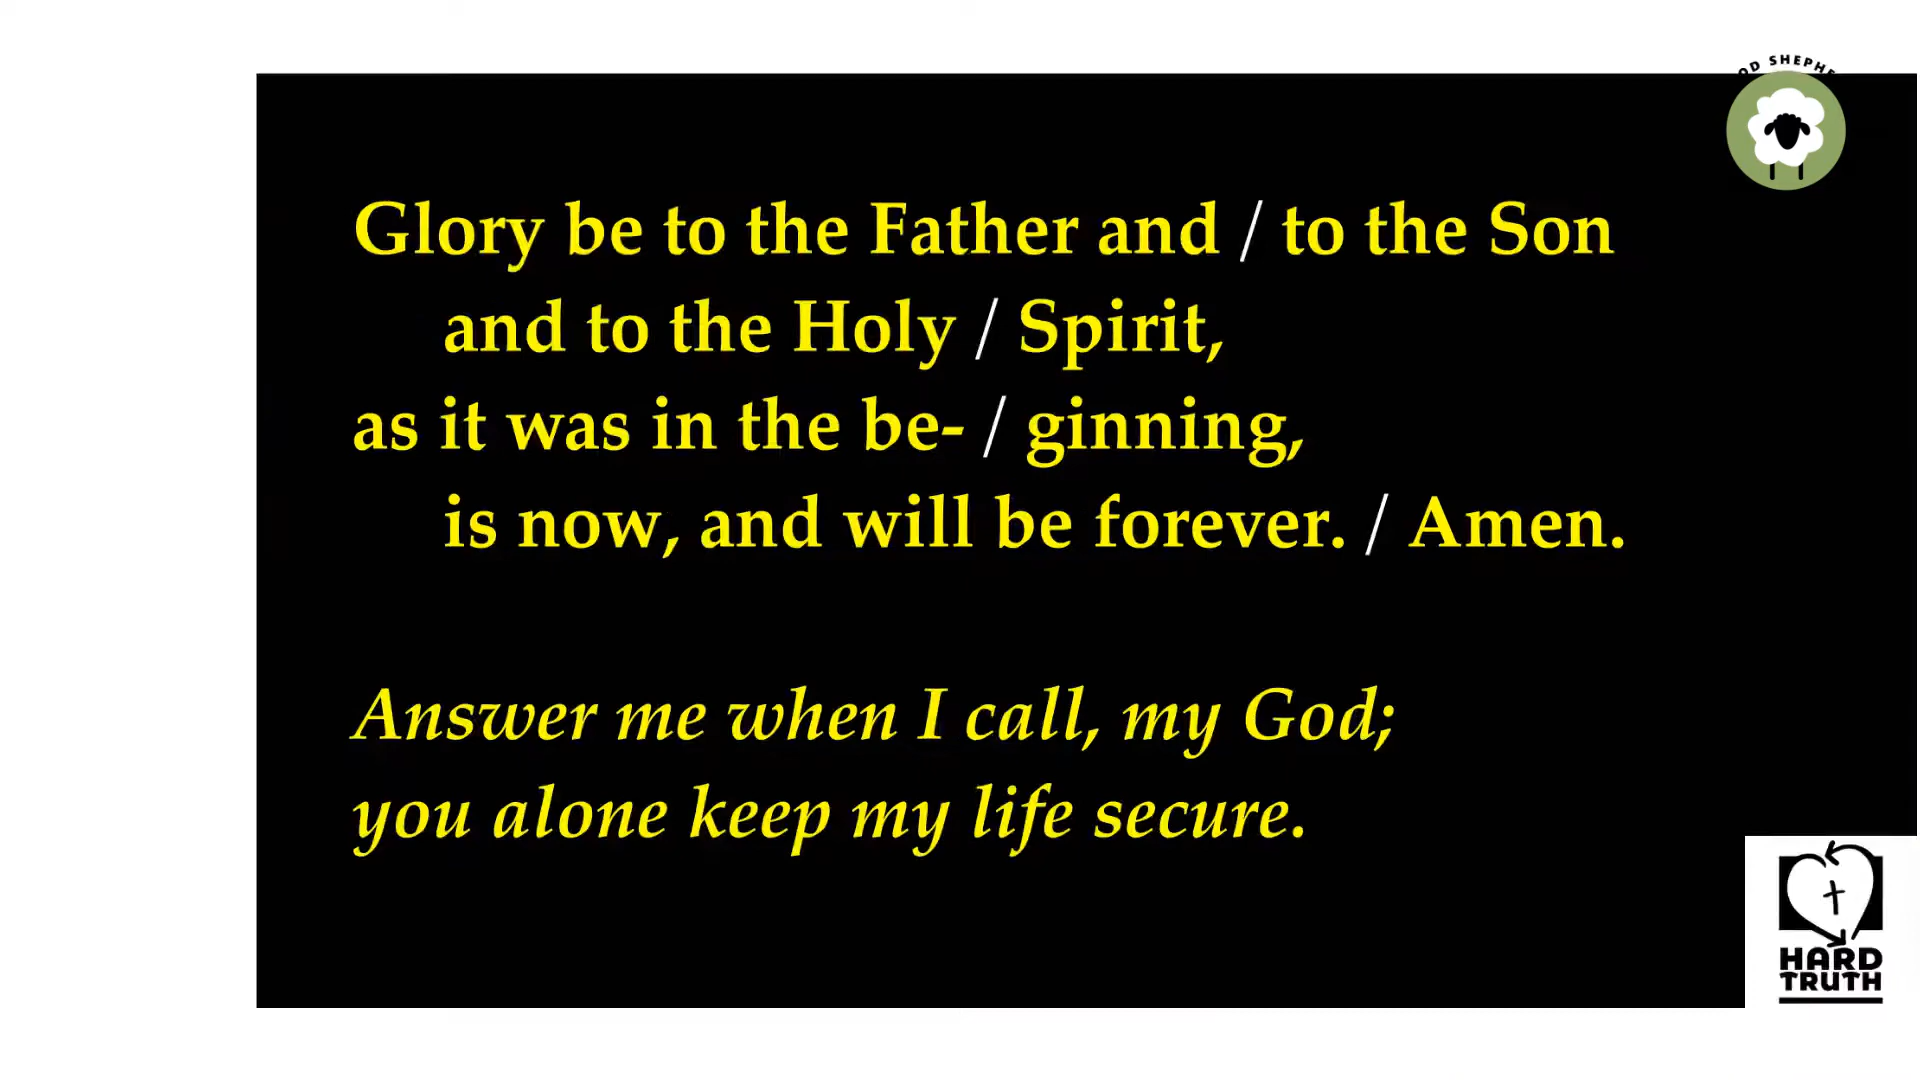 OD SHEPHE
Glory be to the Father and / to the Son
and to the Holy / Spirit,
as it was in the be- / ginning,
is now, and will be forever. / Amen.
Answer me when I call, my God;
you alone keep my life secure.
HARD
TRUTH